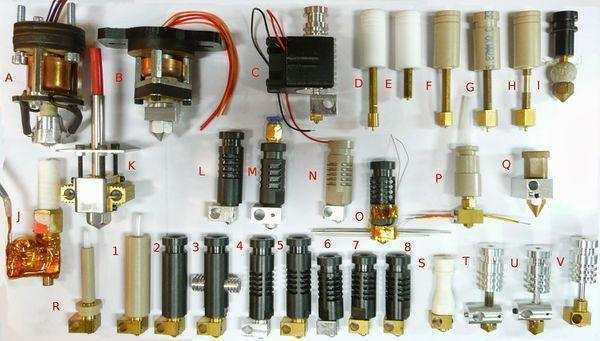 A B C D E F G H I
K L M N O P Q
J
R 1 2 3 4 5 6 7 8 S T U V